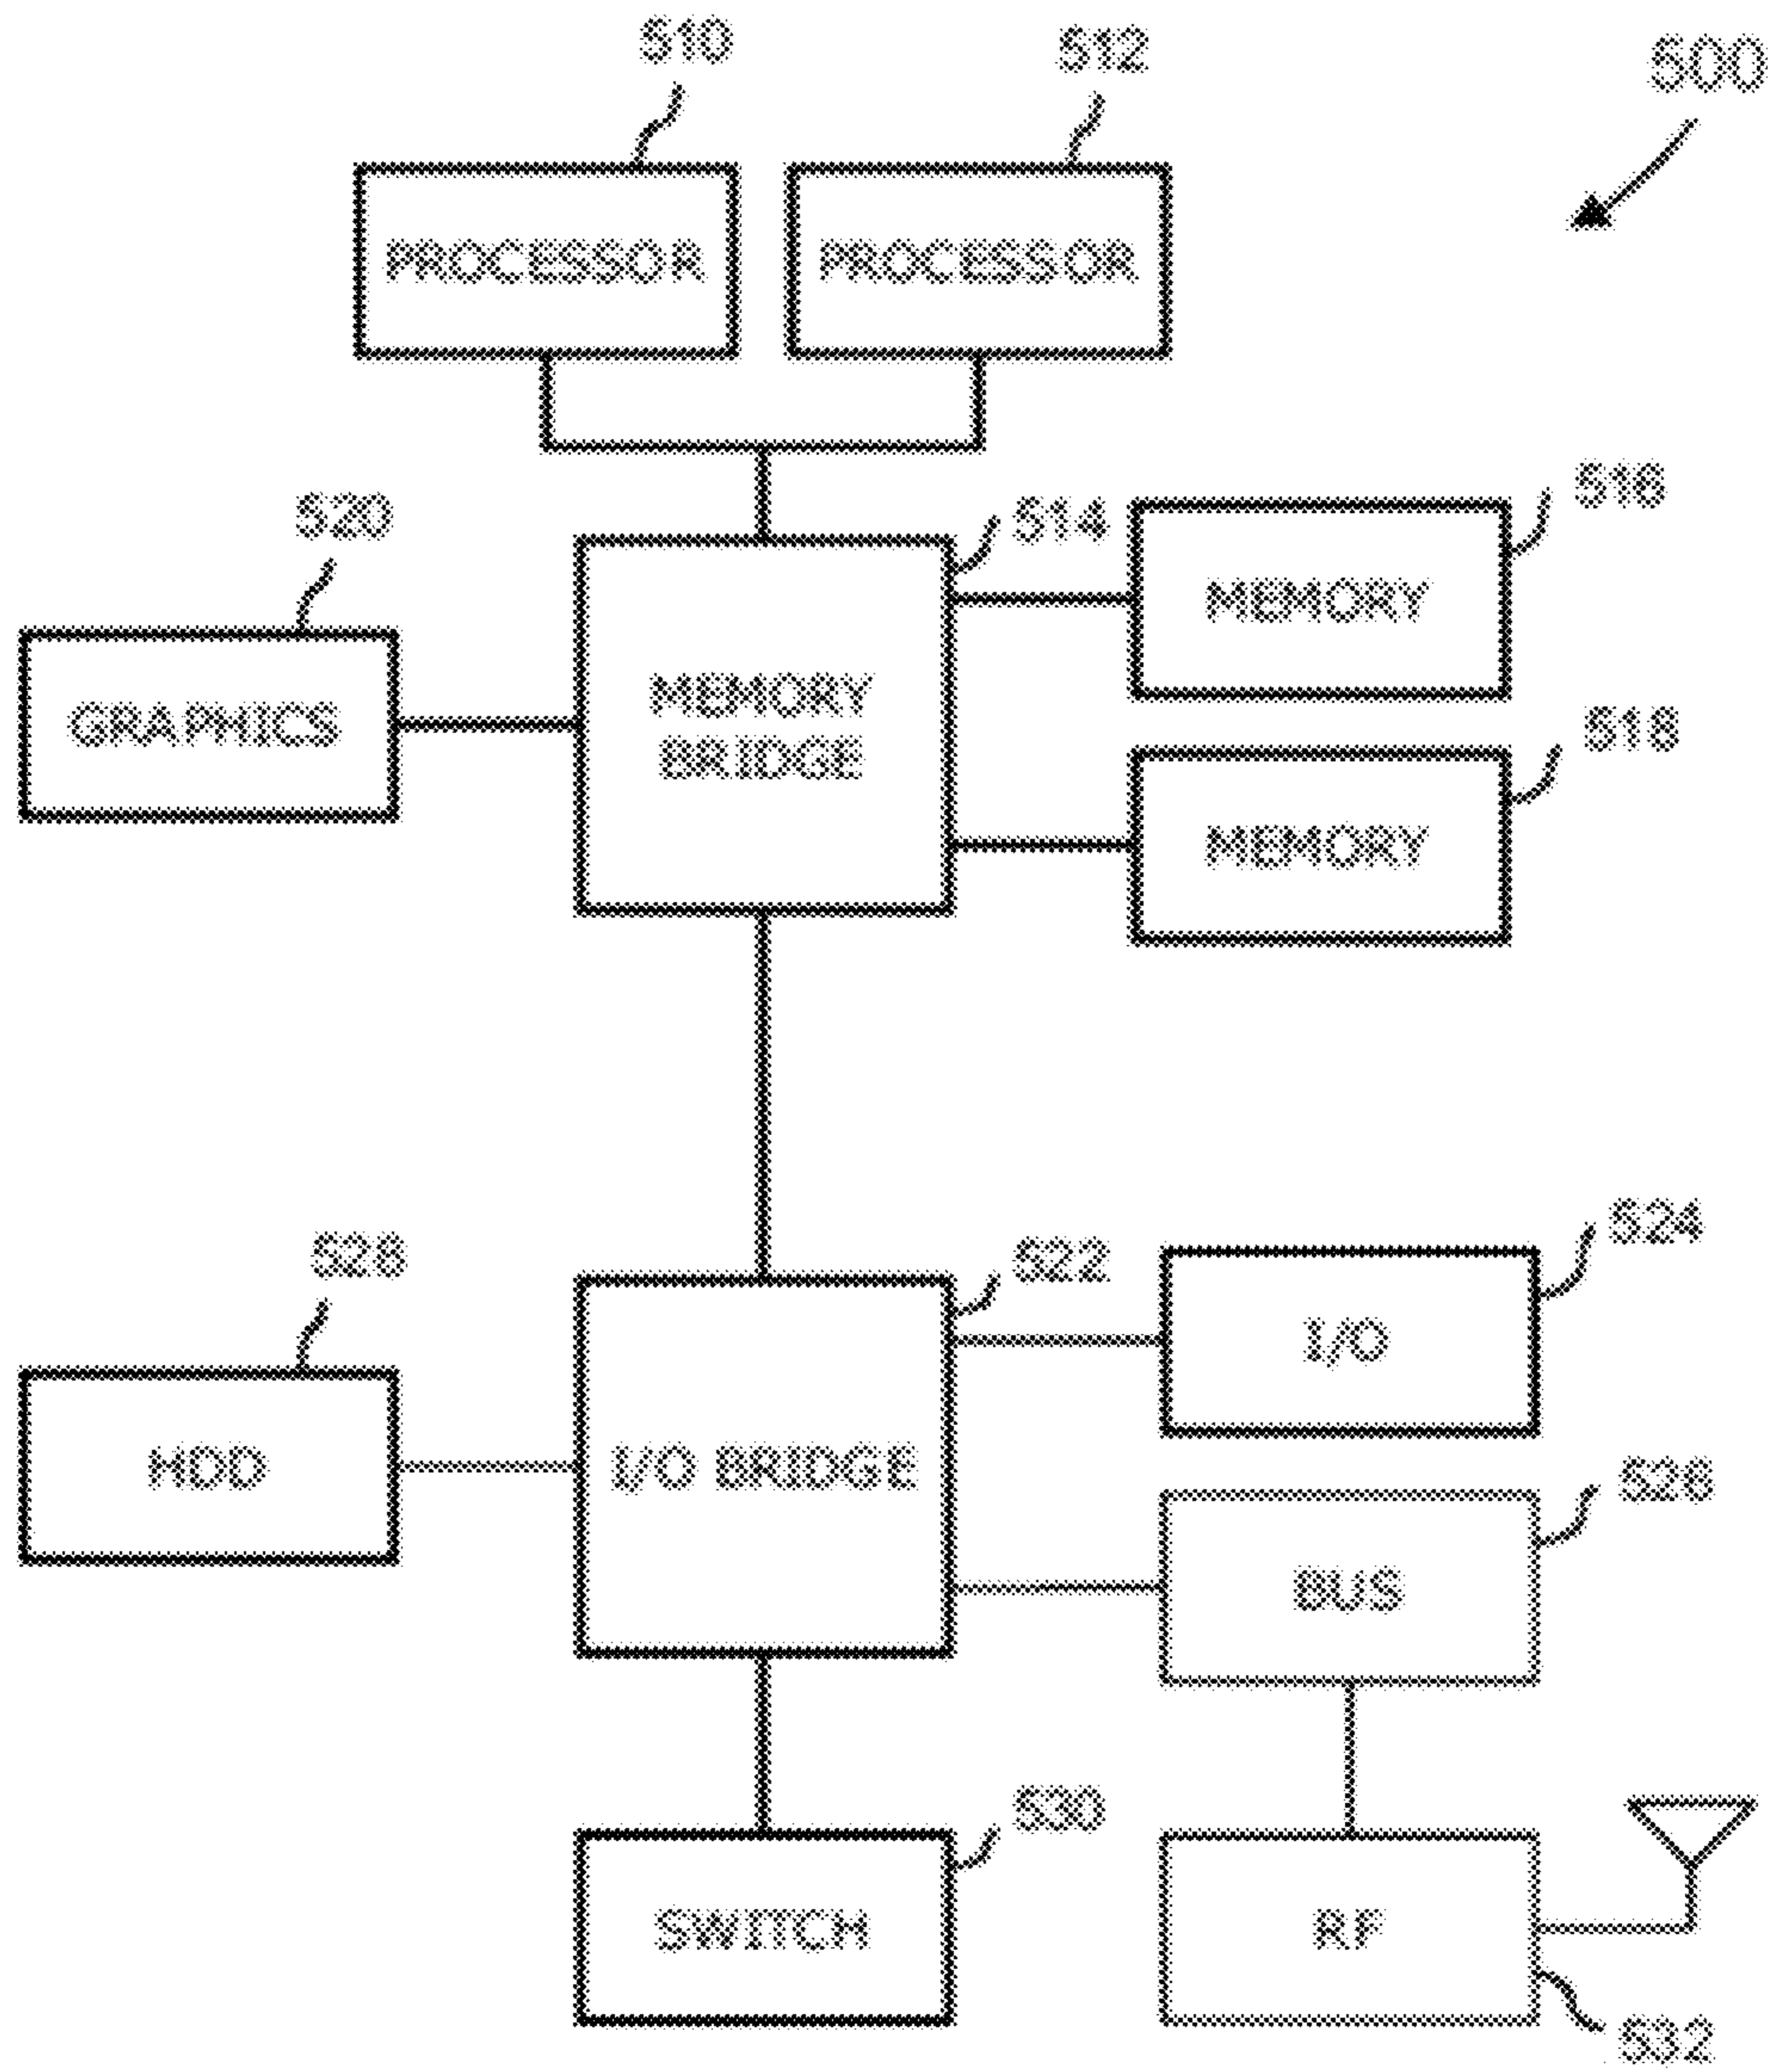 510
512
500
PROCESSOR
PROCESSOR
516
514
520
MEMORY
MEMORY
BRIDGE
GRAPHICS
518
MEMORY
524
522
528
I/O
HDD
I/O BRIDGE
526
BUS
530
SWITCH
RF
532